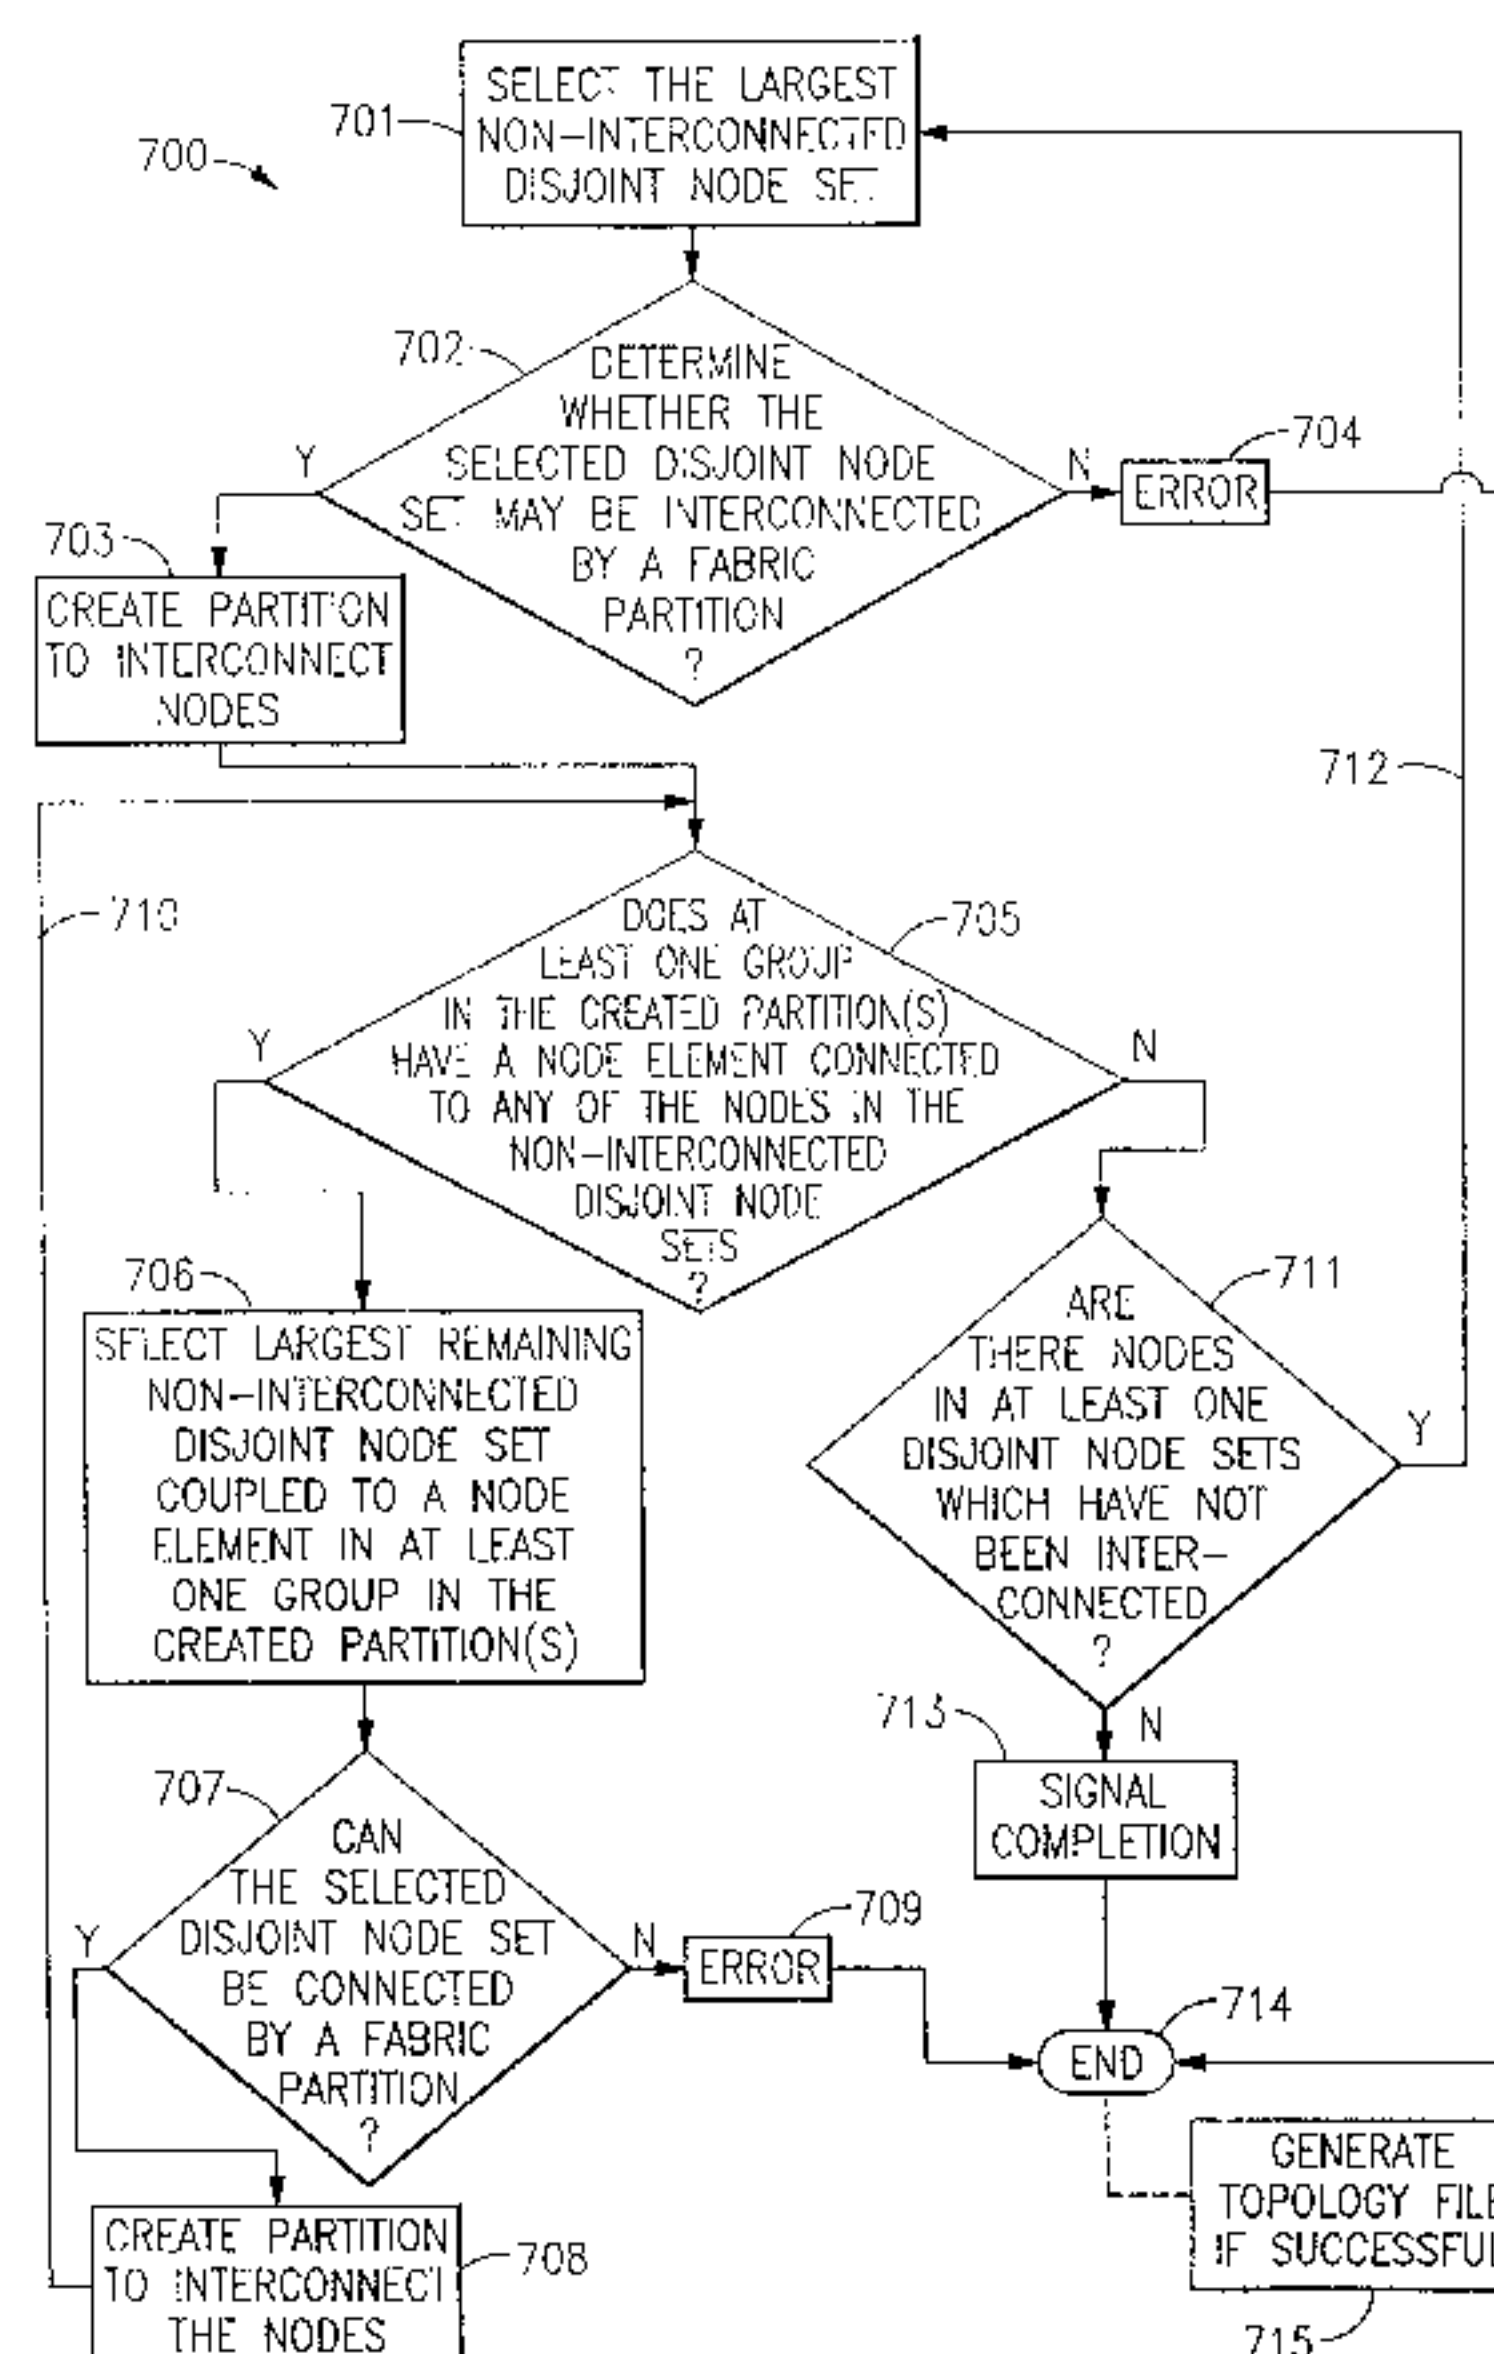 700
701
SELECT THE LARGEST
NON-INTERCONNECTED
DISJOINT NODE SET
702
DETERMINE
WHETHER THE
SELECTED DISJOINT NODE
SET MAY BE INTERCONNECTED
BY A FABRIC
PARTITION
?
Y
N
704
ERROR
703
CREATE PARTITION
TO INTERCONNECT
NODES
712
710
705
DOES AT
LEAST ONE GROUP
IN THE CREATED PARTITION(S)
HAVE A NODE ELEMENT CONNECTED
TO ANY OF THE NODES IN THE
NON-INTERCONNECTED
DISJOINT NODE
SETS
?
Y
N
706
SELECT LARGEST REMAINING
NON-INTERCONNECTED
DISJOINT NODE SET
COUPLED TO A NODE
ELEMENT IN AT LEAST
ONE GROUP IN THE
CREATED PARTITION(S)
711
ARE
THERE NODES
IN AT LEAST ONE
DISJOINT NODE SETS
WHICH HAVE NOT
BEEN INTER-
CONNECTED
?
Y
N
713
SIGNAL
COMPLETION
707
CAN
THE SELECTED
DISJOINT NODE SET
BE CONNECTED
BY A FABRIC
PARTITION
?
Y
N
709
ERROR
714
END
708
CREATE PARTITION
TO INTERCONNECT
THE NODES
GENERATE
TOPOLOGY FILE
IF SUCCESSFUL
715